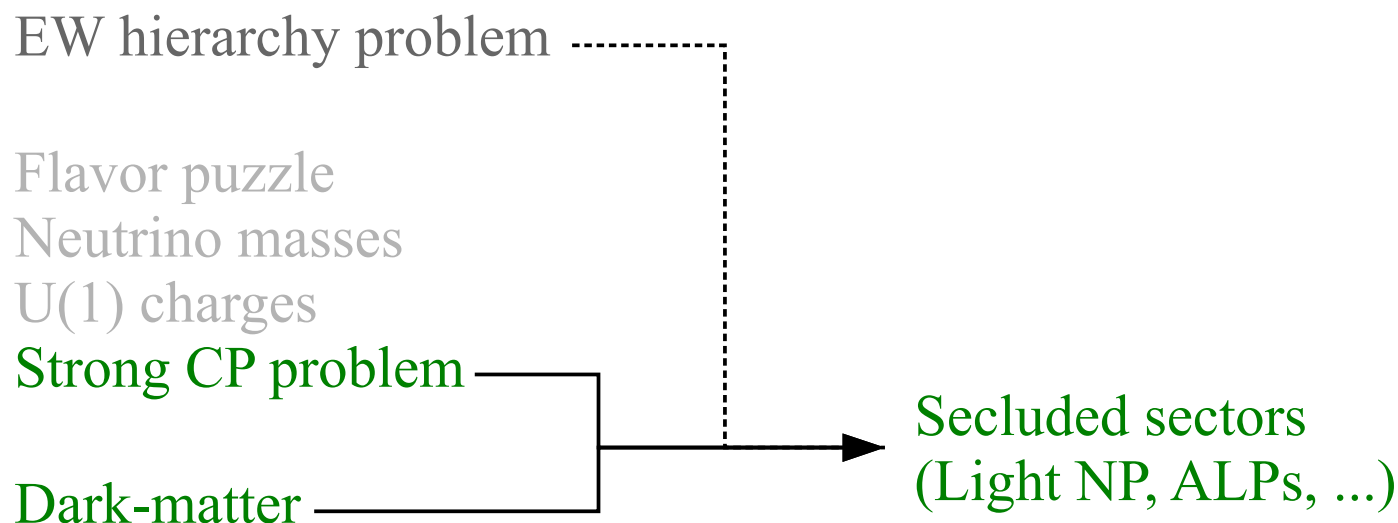 EW hierarchy problem
Flavor puzzle
Neutrino masses
U(1) charges
Strong CP problem
Dark-matter
Secluded sectors
(Light NP, ALPs, ...)